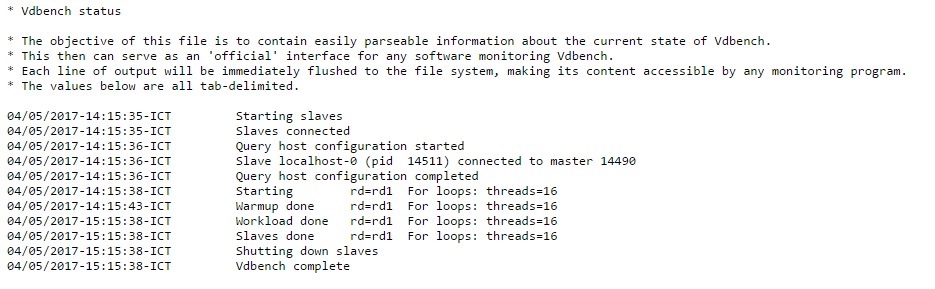 * Vdbench status
* The objective of this file is to contain easily parseable information about the current state of Vdbench.
* This then can serve as an 'official' interface for any software monitoring Vdbench.
* Each line of output will be immediately flushed to the file system, making its content accessible by any monitoring program.
* The values below are all tab-delimited.
04/05/2017-14:15:35-ICT Starting slaves
04/05/2017-14:15:35-ICT Slaves connected
04/05/2017-14:15:36-ICT Query host configuration started
04/05/2017-14:15:36-ICT Slave localhost-0 (pid  14511) connected to master 14490
04/05/2017-14:15:36-ICT Query host configuration completed
04/05/2017-14:15:38-ICT Starting rd=rd1 For loops: threads=16
04/05/2017-14:15:43-ICT Warmup done rd=rd1 For loops: threads=16
04/05/2017-15:15:38-ICT Workload done rd=rd1 For loops: threads=16
04/05/2017-15:15:38-ICT Slaves done rd=rd1 For loops: threads=16
04/05/2017-15:15:38-ICT Shutting down slaves
04/05/2017-15:15:38-ICT Vdbench complete